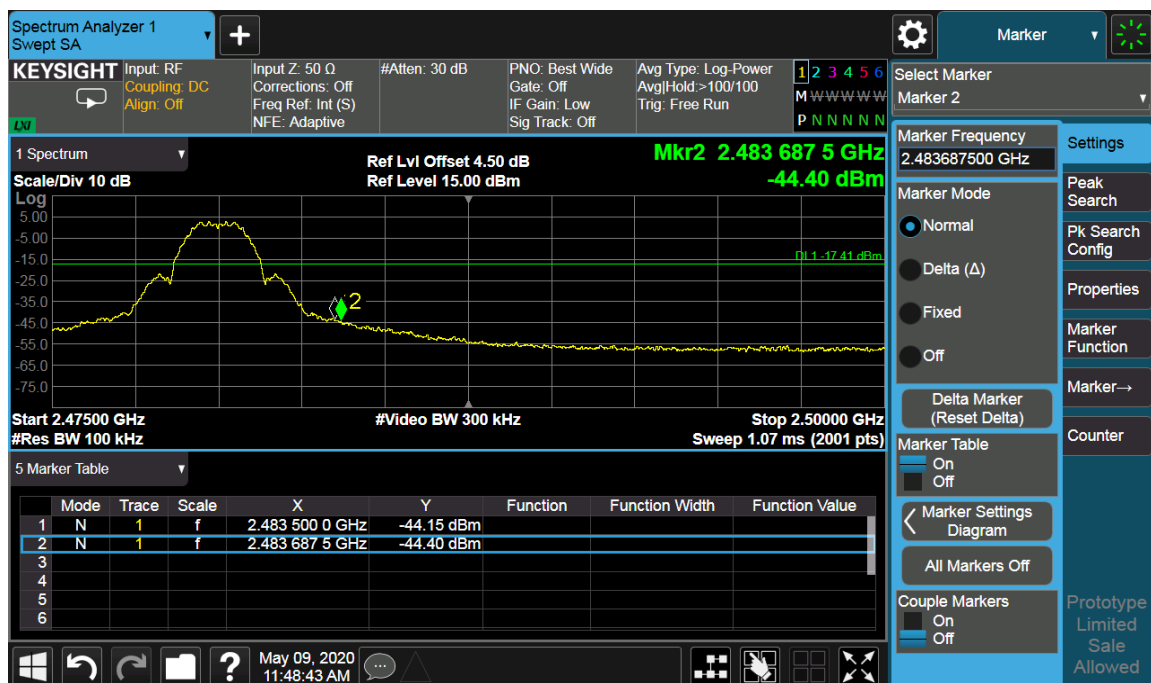 Spectrum Analyzer 1
Swept SA
+
Marker
KEYSIGHT
LXI
Input: RF
Coupling: DC
Align: Off
Input Z: 50 Ω
Corrections: Off
Freq Ref: Int (S)
NFE: Adaptive
#Atten: 30 dB
PNO: Best Wide
Gate: Off
IF Gain: Low
Sig Track: Off
Avg Type: Log-Power
Avg|Hold:>100/100
Trig: Free Run
1 2 3 4 5 6
M W W W W W
P N N N N N
Select Marker
Marker 2
1 Spectrum
Scale/Div 10 dB
Ref Lvl Offset 4.50 dB
Ref Level 15.00 dBm
Mkr2 2.483 687 5 GHz
-44.40 dBm
Log
5.00
-5.00
-15.0
-25.0
-35.0
-45.0
-55.0
-65.0
-75.0
DL1 -17.41 dBm
2
Start 2.47500 GHz
#Res BW 100 kHz
#Video BW 300 kHz
Stop 2.50000 GHz
Sweep 1.07 ms (2001 pts)
5 Marker Table
Mode Trace Scale X Y Function Function Width Function Value
1 N 1 f 2.483 500 0 GHz -44.15 dBm
2 N 1 f 2.483 687 5 GHz -44.40 dBm
3
4
5
6
Marker Frequency
2.483687500 GHz
Marker Mode
Normal
Delta (Δ)
Fixed
Off
Delta Marker
(Reset Delta)
Marker Table
On
Off
Marker Settings
Diagram
All Markers Off
Couple Markers
On
Off
Settings
Peak
Search
Pk Search
Config
Properties
Marker
Function
Marker→
Counter
Prototype
Limited
Sale
Allowed
?
May 09, 2020
11:48:43 AM